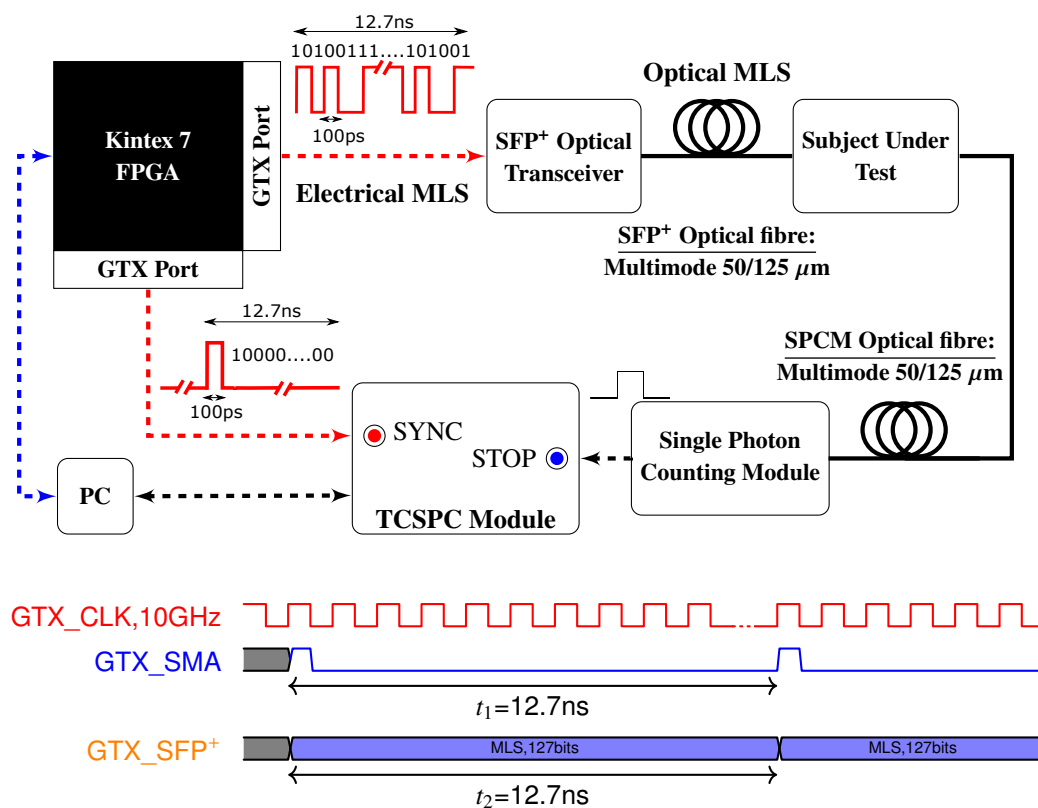 12.7ns
10100111....101001
100ps
Kintex 7
FPGA
GTX Port
GTX Port
Electrical MLS
SFP⁺ Optical
Transceiver
Optical MLS
Subject Under
Test
SFP⁺ Optical fibre:
Multimode 50/125 μm
12.7ns
10000....00
100ps
SPCM Optical fibre:
Multimode 50/125 μm
SYNC
STOP
TCSPC Module
Single Photon
Counting Module
PC
GTX_CLK,10GHz
GTX_SMA
t₁=12.7ns
GTX_SFP⁺
MLS,127bits
MLS,127bits
t₂=12.7ns